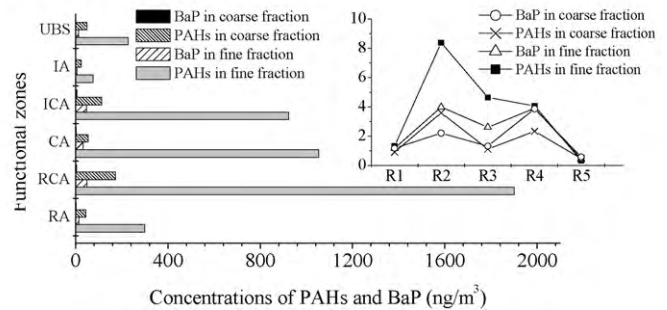 BaP in coarse fraction
PAHs in coarse fraction
BaP in fine fraction
PAHs in fine fraction
Functional zones
UBS
IA
ICA
CA
RCA
RA
0 400 800 1200 1600 2000
Concentrations of PAHs and BaP (ng/m³)
BaP in coarse fraction
PAHs in coarse fraction
BaP in fine fraction
PAHs in fine fraction
10
8
6
4
2
0
R1 R2 R3 R4 R5